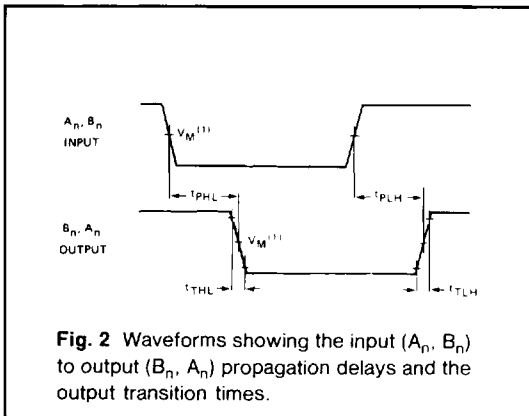 Aₙ, Bₙ
INPUT
V_M⁽¹⁾
t_PHL
t_PLH
Bₙ, Aₙ
OUTPUT
V_M⁽¹⁾
t_THL
t_TLH
Fig. 2 Waveforms showing the input (Aₙ, Bₙ)
to output (Bₙ, Aₙ) propagation delays and the
output transition times.